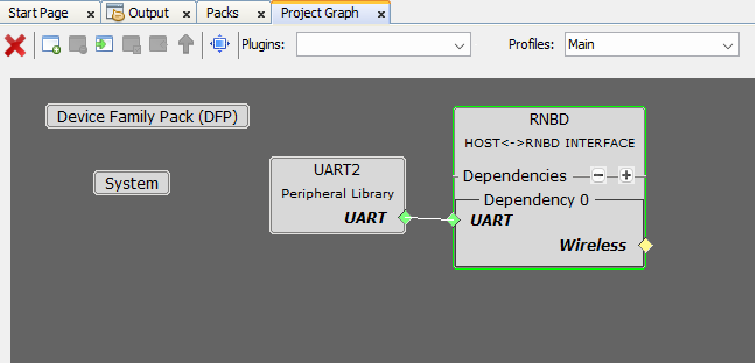 Start Page x Output x Packs x Project Graph x
Plugins: Profiles: Main
Device Family Pack (DFP)
System
UART2
Peripheral Library
UART
RNBD
HOST<->RNBD INTERFACE
Dependencies
Dependency 0
UART
Wireless